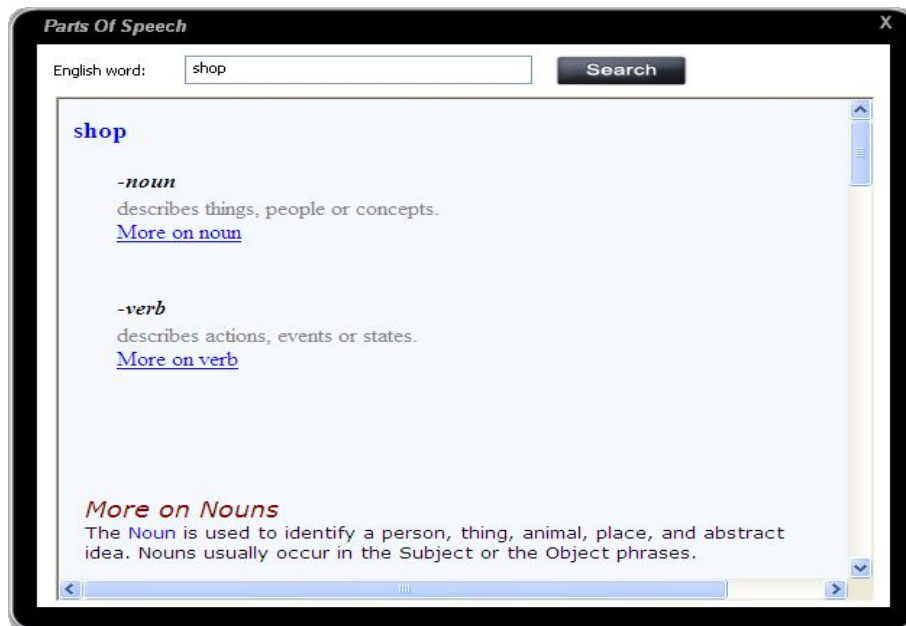 Parts Of Speech
X
English word:
shop
Search
shop
-noun
describes things, people or concepts.
More on noun
-verb
describes actions, events or states.
More on verb
More on Nouns
The Noun is used to identify a person, thing, animal, place, and abstract
idea. Nouns usually occur in the Subject or the Object phrases.